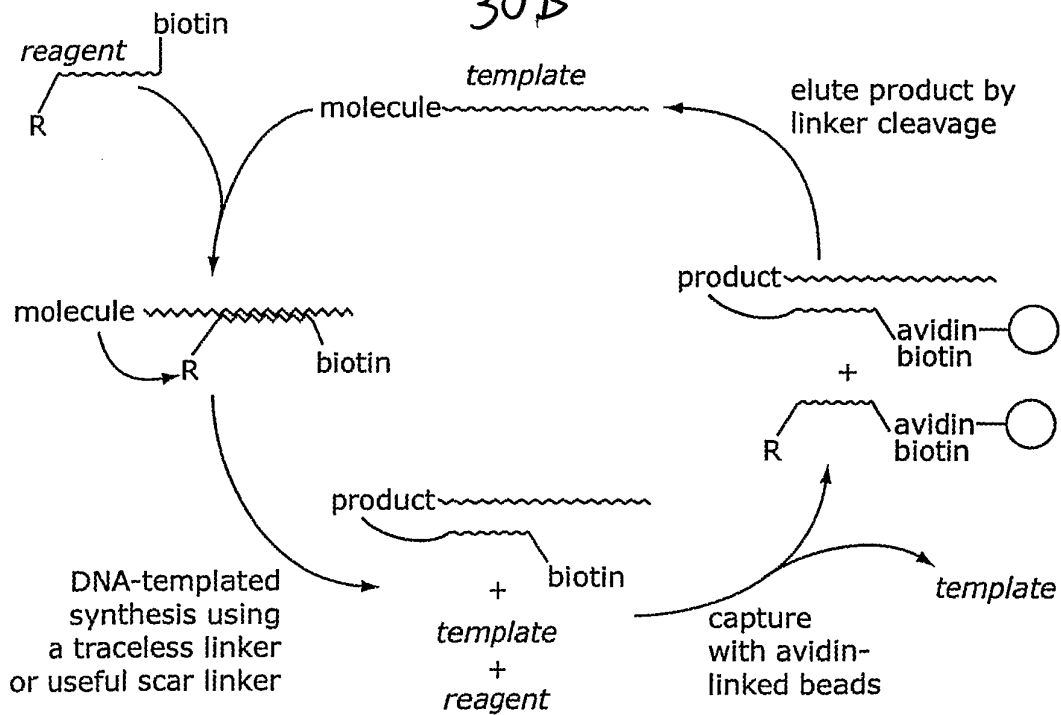 30B
biotin
reagent
R
template
molecule
elute product by
linker cleavage
molecule
R
biotin
product
avidin
biotin
+
R
avidin
biotin
product
biotin
+
template
+
reagent
DNA-templated
synthesis using
a traceless linker
or useful scar linker
capture
with avidin-
linked beads
template